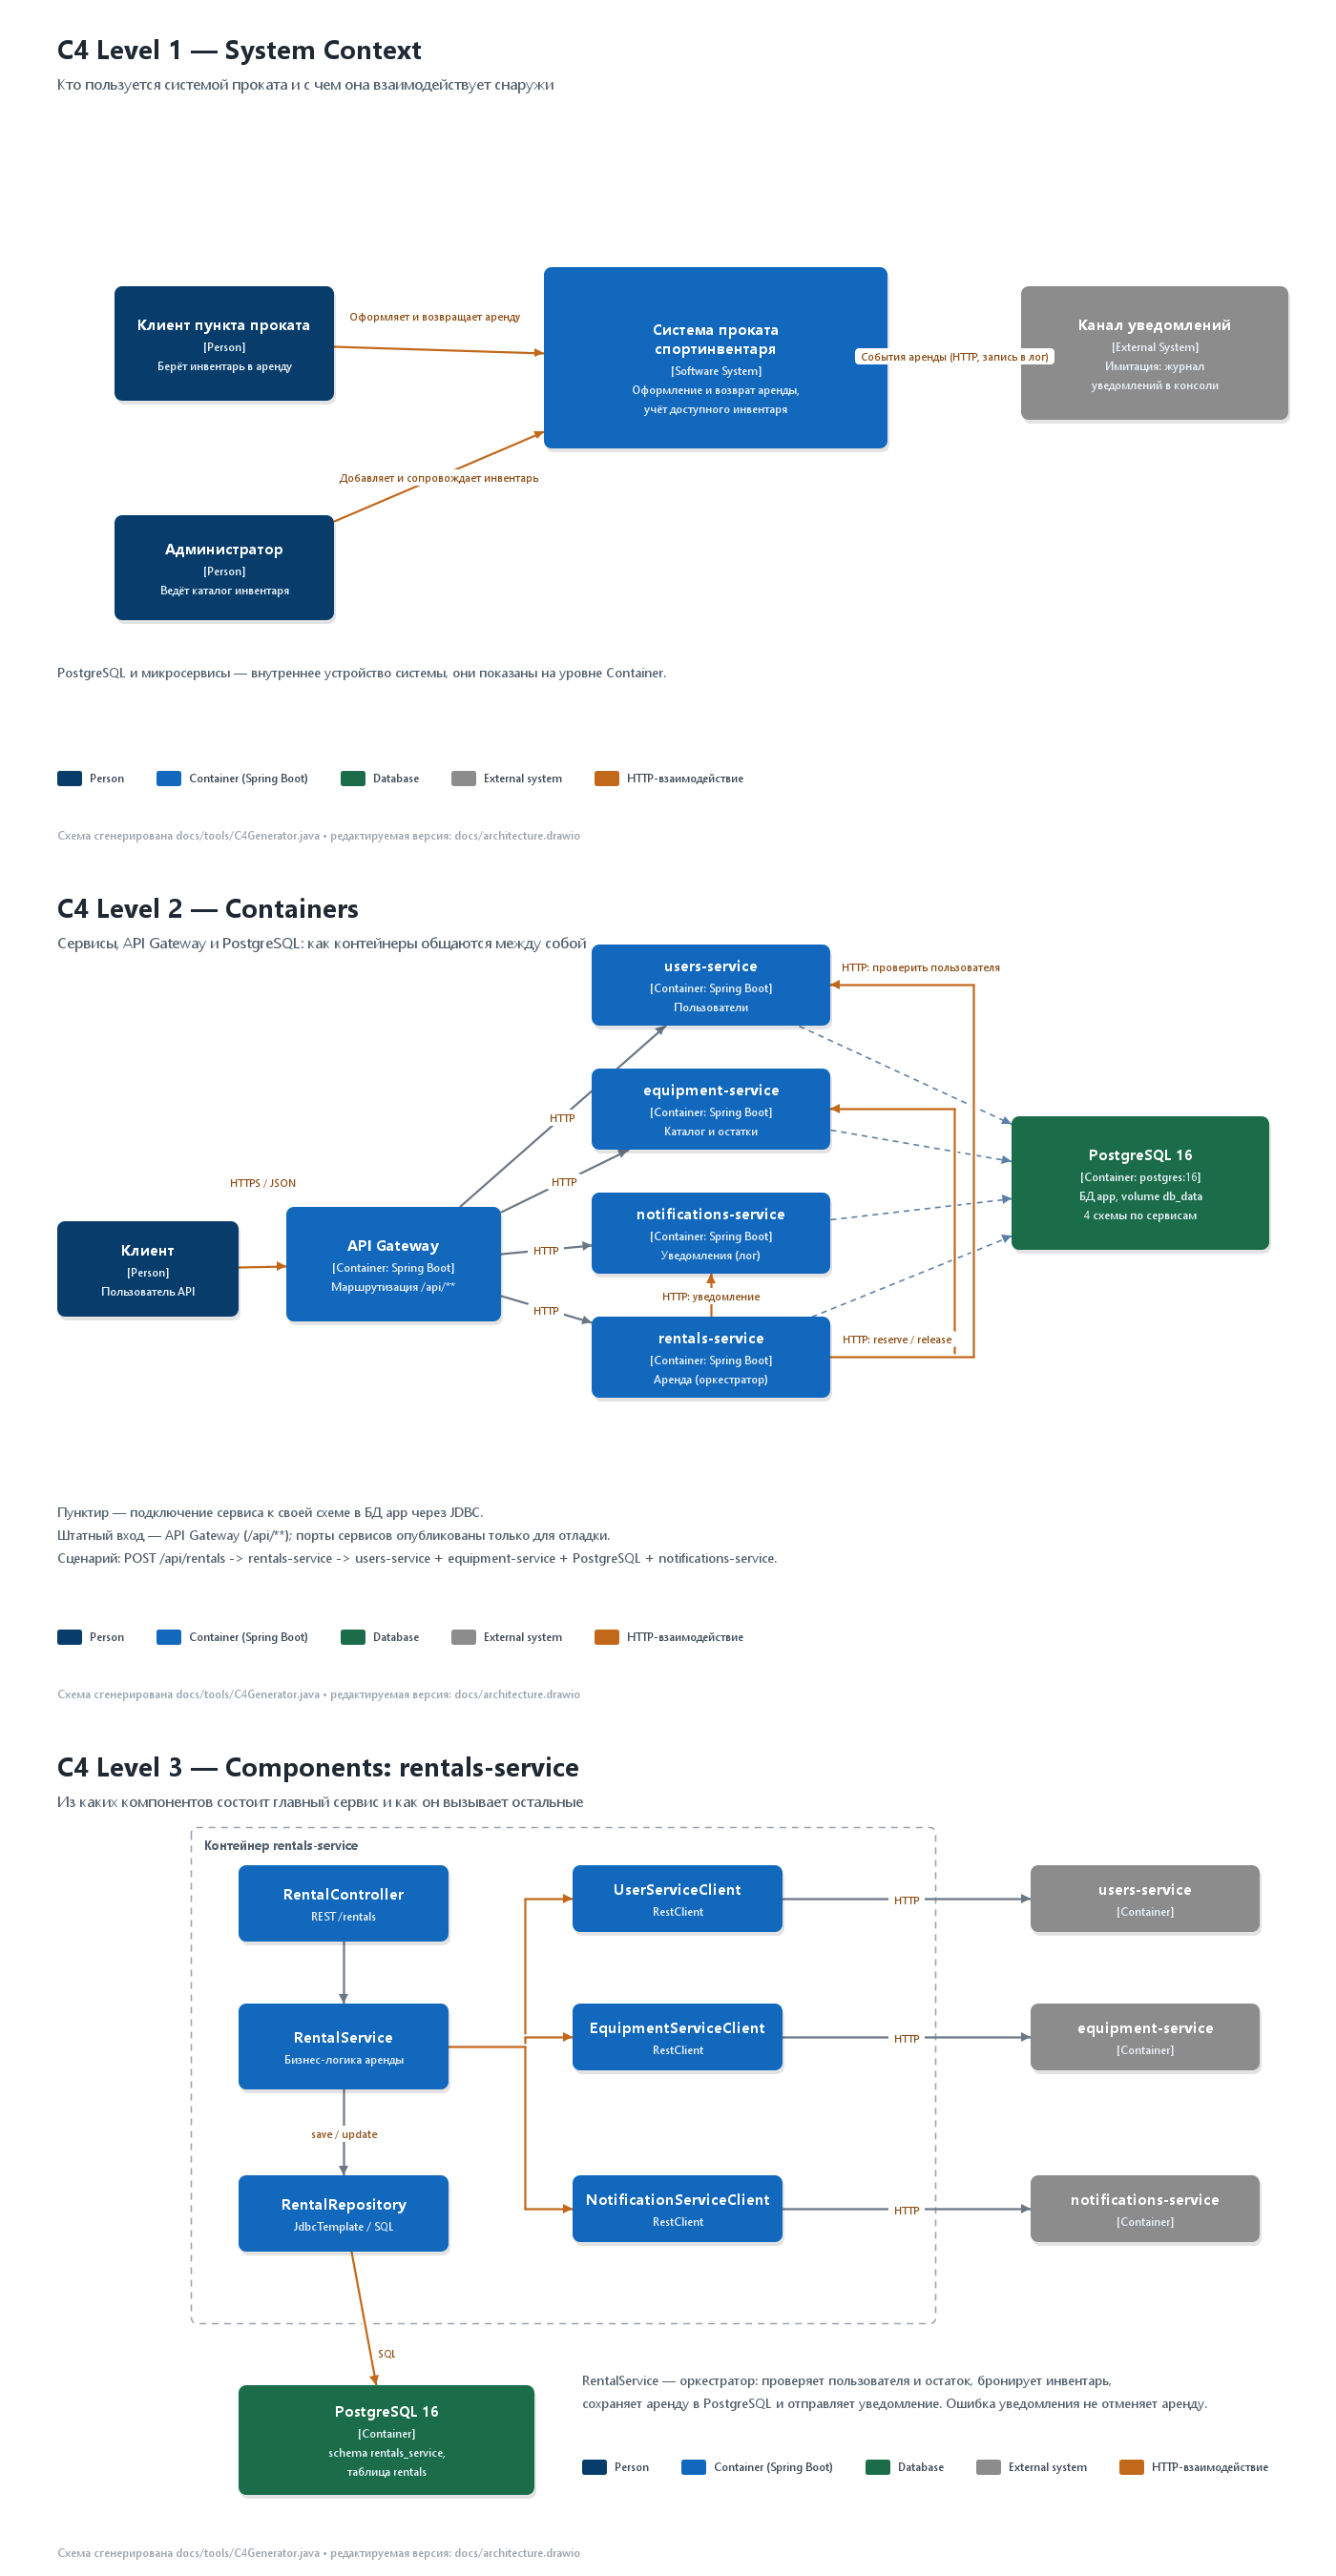 C4 Level 1 — System Context
Кто пользуется системой проката и с чем она взаимодействует снаружи
Клиент пункта проката
[Person]
Берёт инвентарь в аренду
Оформляет и возвращает аренду
Система проката
спортинвентаря
[Software System]
Оформление и возврат аренды,
учёт доступного инвентаря
События аренды (HTTP, запись в лог)
Канал уведомлений
[External System]
Имитация: журнал
уведомлений в консоли
Добавляет и сопровождает инвентарь
Администратор
[Person]
Ведёт каталог инвентаря
PostgreSQL и микросервисы — внутреннее устройство системы, они показаны на уровне Container.
Person
Container (Spring Boot)
Database
External system
HTTP-взаимодействие
Схема сгенерирована docs/tools/C4Generator.java • редактируемая версия: docs/architecture.drawio
C4 Level 2 — Containers
Сервисы, API Gateway и PostgreSQL: как контейнеры общаются между собой
users-service
[Container: Spring Boot]
Пользователи
HTTP: проверить пользователя
equipment-service
[Container: Spring Boot]
Каталог и остатки
HTTP
HTTP
PostgreSQL 16
[Container: postgres:16]
БД app, volume db_data
4 схемы по сервисам
HTTPS / JSON
Клиент
[Person]
Пользователь API
API Gateway
[Container: Spring Boot]
Маршрутизация /api/**
notifications-service
[Container: Spring Boot]
Уведомления (лог)
HTTP
HTTP: уведомление
HTTP
rentals-service
[Container: Spring Boot]
Аренда (оркестратор)
HTTP: reserve / release
Пунктир — подключение сервиса к своей схеме в БД app через JDBC.
Штатный вход — API Gateway (/api/**); порты сервисов опубликованы только для отладки.
Сценарий: POST /api/rentals -> rentals-service -> users-service + equipment-service + PostgreSQL + notifications-service.
Person
Container (Spring Boot)
Database
External system
HTTP-взаимодействие
Схема сгенерирована docs/tools/C4Generator.java • редактируемая версия: docs/architecture.drawio
C4 Level 3 — Components: rentals-service
Из каких компонентов состоит главный сервис и как он вызывает остальные
Контейнер rentals-service
RentalController
REST /rentals
UserServiceClient
RestClient
HTTP
users-service
[Container]
RentalService
Бизнес-логика аренды
EquipmentServiceClient
RestClient
HTTP
equipment-service
[Container]
save / update
RentalRepository
JdbcTemplate / SQL
NotificationServiceClient
RestClient
HTTP
notifications-service
[Container]
SQL
PostgreSQL 16
[Container]
schema rentals_service,
таблица rentals
RentalService — оркестратор: проверяет пользователя и остаток, бронирует инвентарь,
сохраняет аренду в PostgreSQL и отправляет уведомление. Ошибка уведомления не отменяет аренду.
Person
Container (Spring Boot)
Database
External system
HTTP-взаимодействие
Схема сгенерирована docs/tools/C4Generator.java • редактируемая версия: docs/architecture.drawio